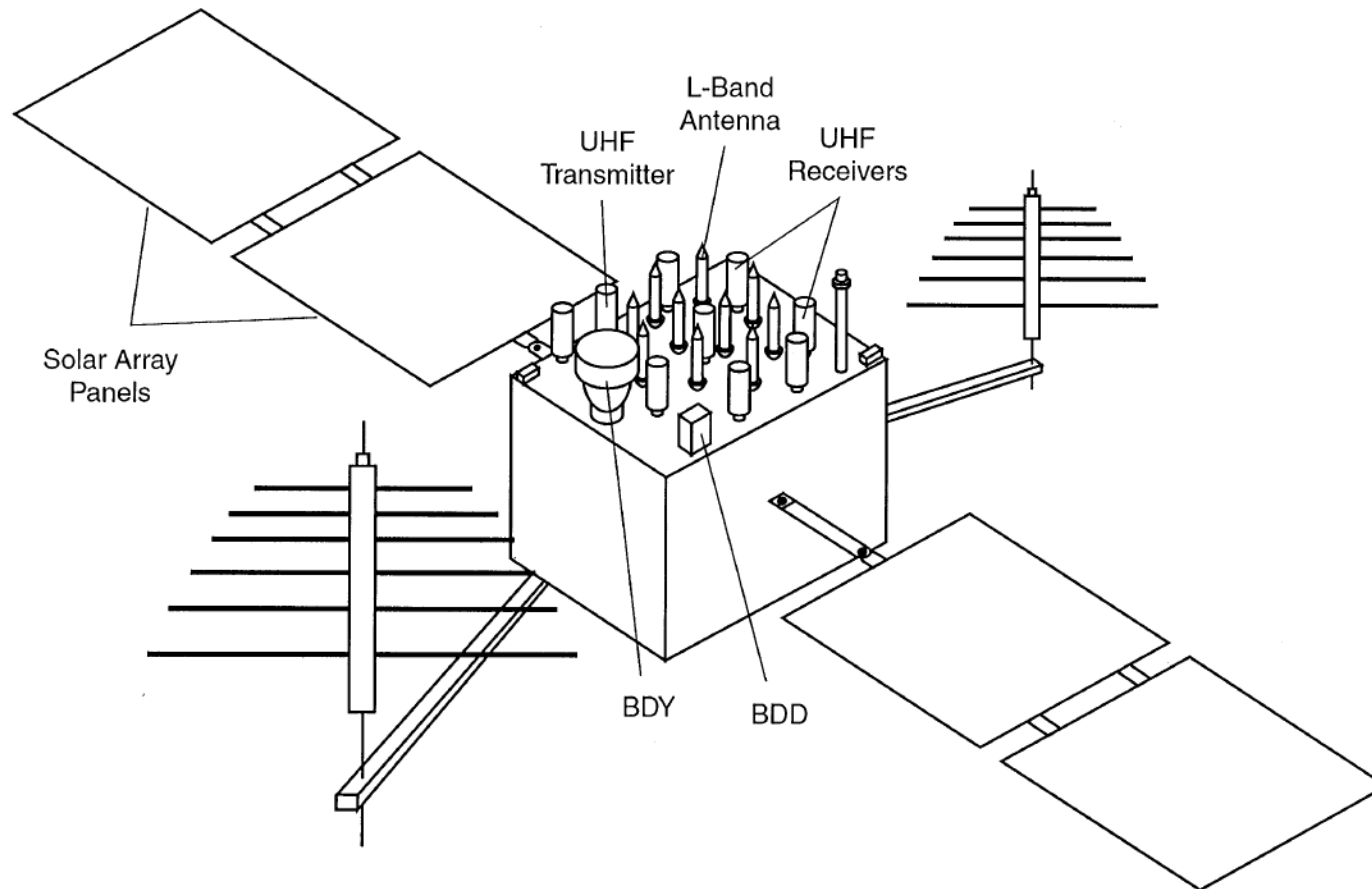 L-Band
Antenna
UHF
Transmitter
UHF
Receivers
Solar Array
Panels
BDY
BDD